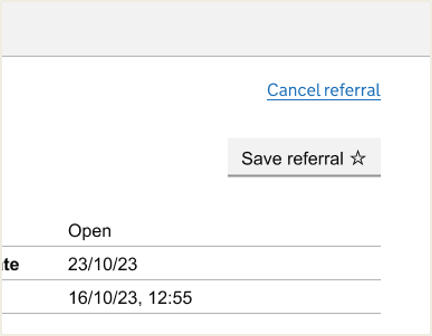 Cancel referral
Save referral ☆
Open
te 23/10/23
16/10/23, 12:55